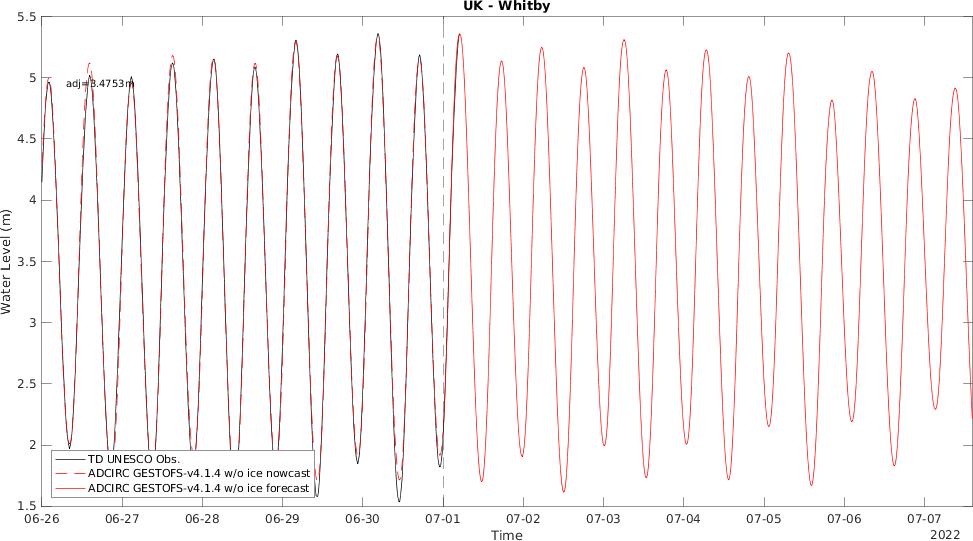 UK - Whitby
5.5
5
adj=3.4753m
4.5
4
3.5
3
2.5
2
1.5
Water Level (m)
TD UNESCO Obs.
ADCIRC GESTOFS-v4.1.4 w/o ice nowcast
ADCIRC GESTOFS-v4.1.4 w/o ice forecast
06-26 06-27 06-28 06-29 06-30 07-01 07-02 07-03 07-04 07-05 07-06 07-07
Time
2022